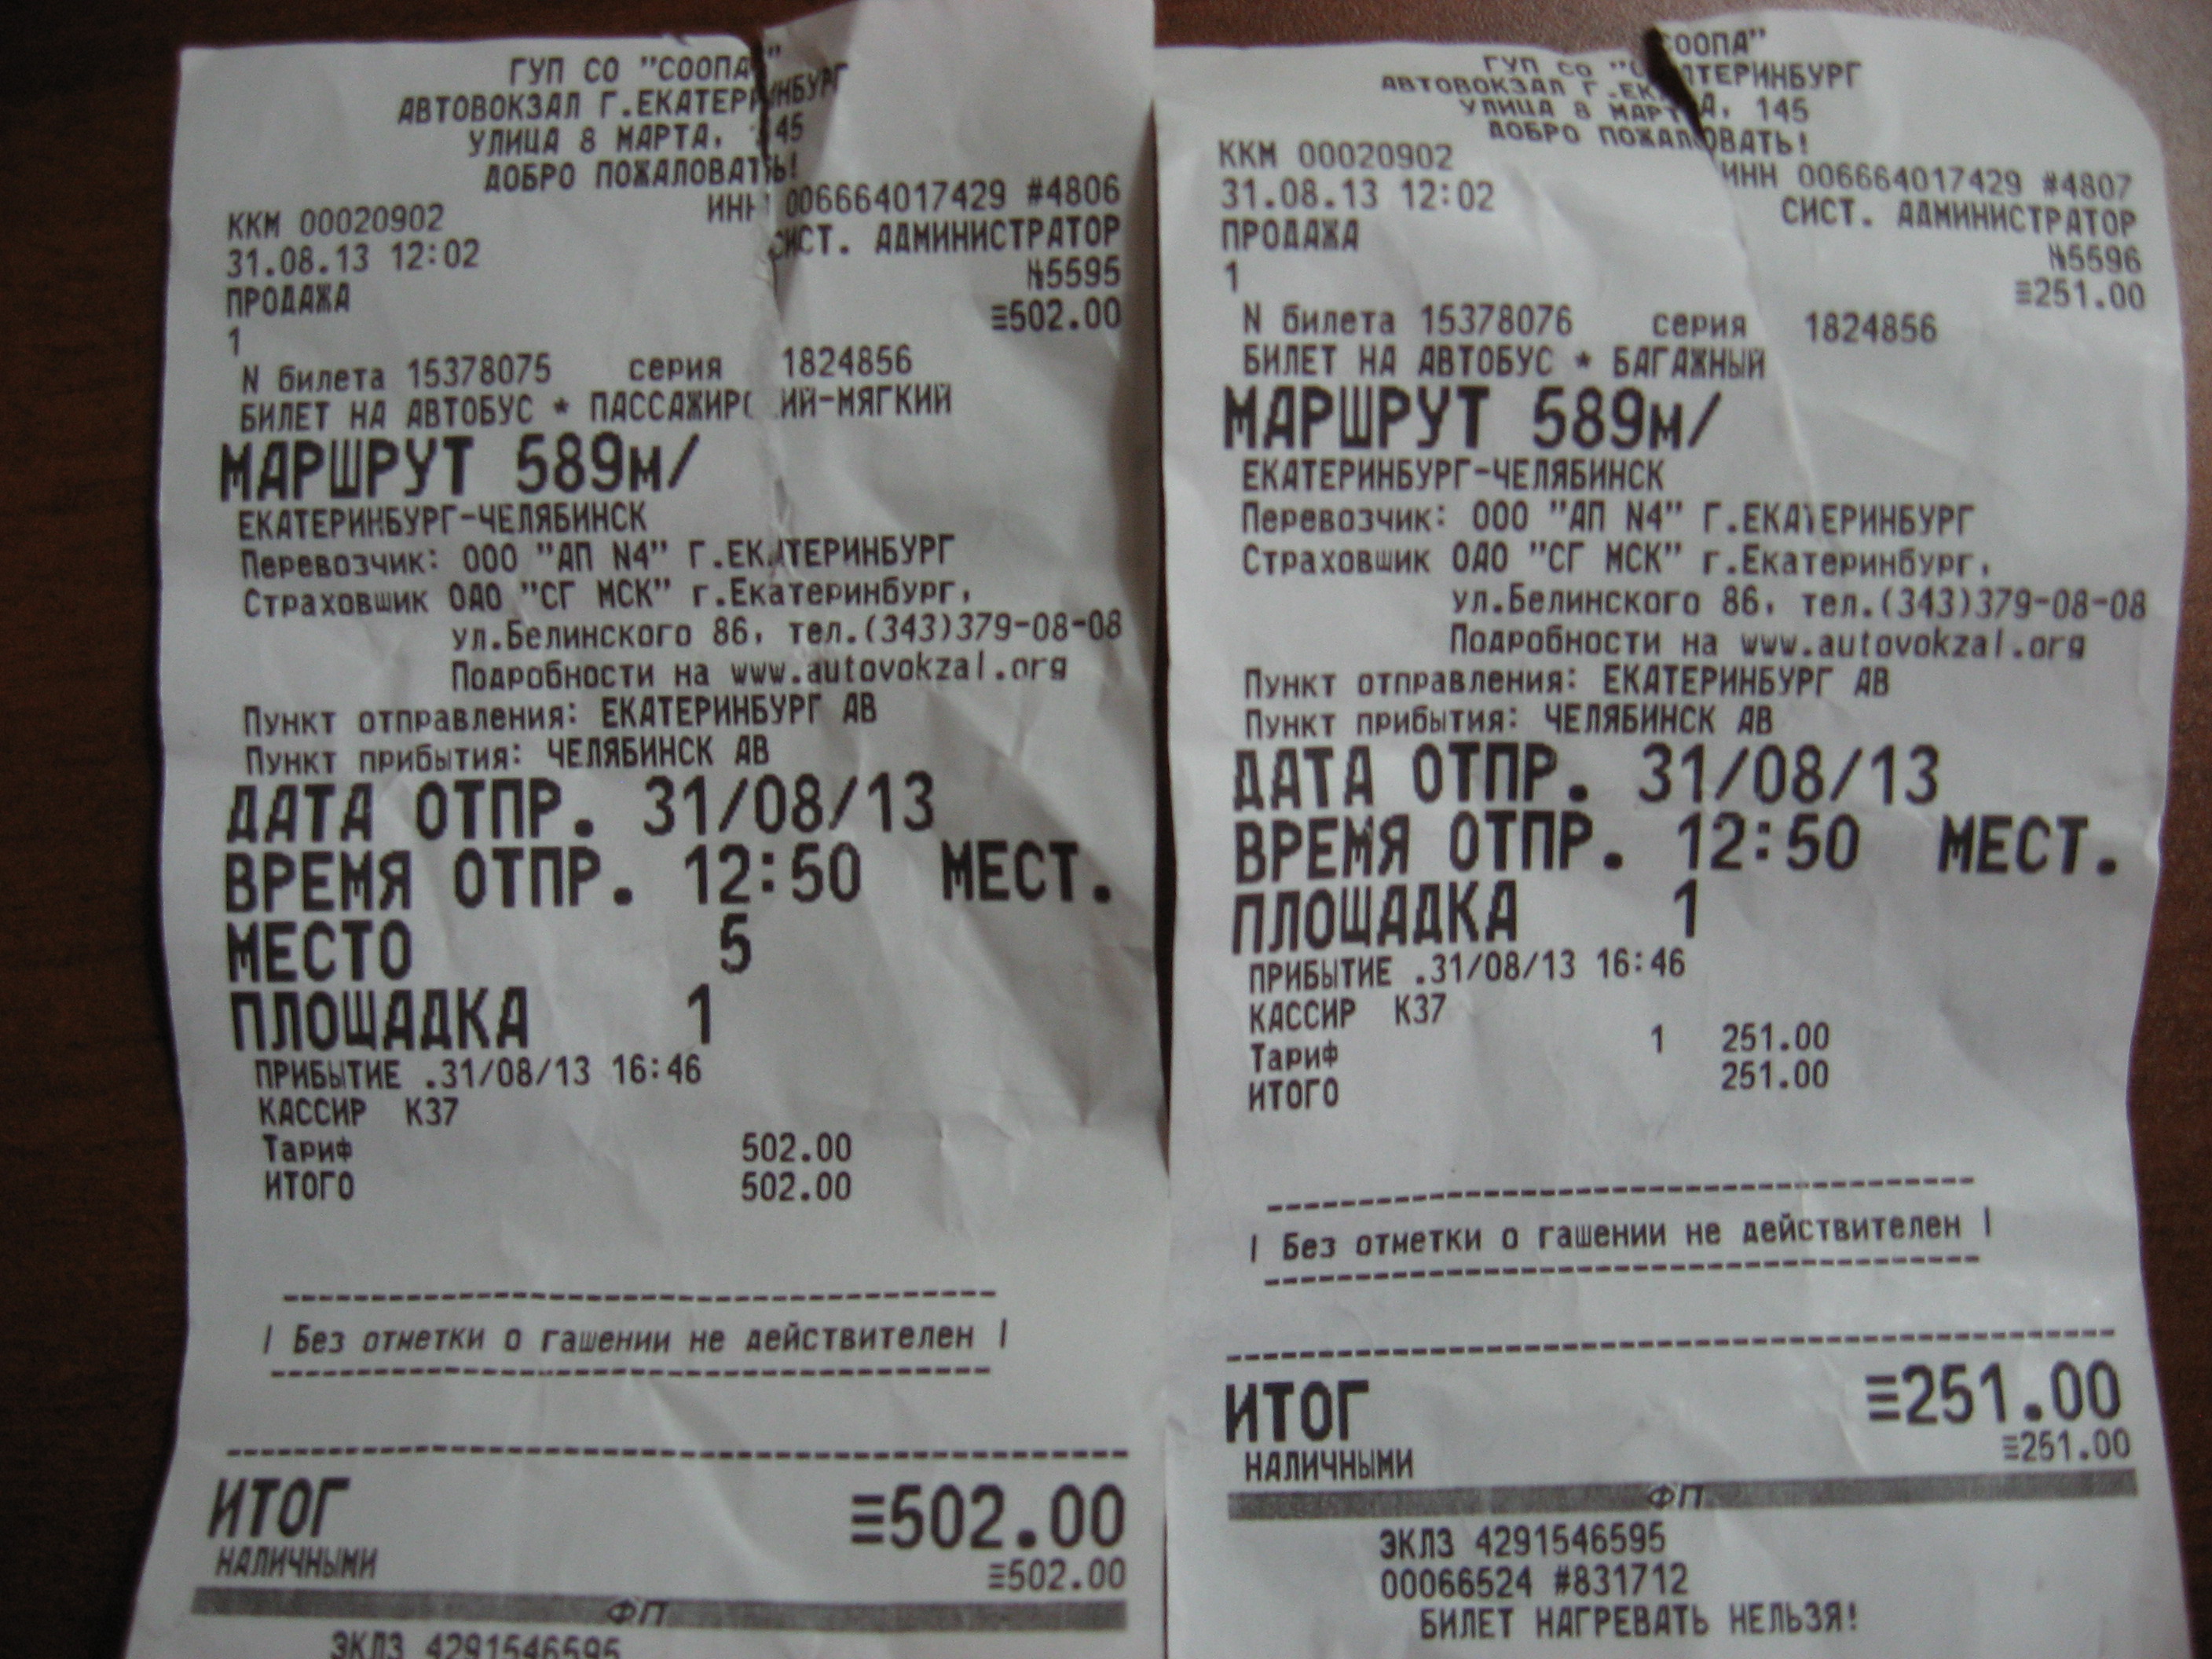 ГУП СО "СООПА"
АВТОВОКЗАЛ Г.ЕКАТЕРИНБУРГ
УЛИЦА 8 МАРТА, 145
ДОБРО ПОЖАЛОВАТЬ!
ККМ 00020902 ИНН 006664017429 #4806
31.08.13 12:02 СИСТ. АДМИНИСТРАТОР
ПРОДАЖА №5595
1 ≡502.00
N билета 15378075 серия 1824856
БИЛЕТ НА АВТОБУС * ПАССАЖИРСКИЙ-МЯГКИЙ
МАРШРУТ 589м/
ЕКАТЕРИНБУРГ-ЧЕЛЯБИНСК
Перевозчик: ООО "АП N4" Г.ЕКАТЕРИНБУРГ
Страховшик ОАО "СГ МСК" г.Екатеринбург,
ул.Белинского 86, тел.(343)379-08-08
Подробности на www.autovokzal.org
Пункт отправления: ЕКАТЕРИНБУРГ АВ
Пункт прибытия: ЧЕЛЯБИНСК АВ
ДАТА ОТПР. 31/08/13
ВРЕМЯ ОТПР. 12:50 МЕСТ.
МЕСТО 5
ПЛОЩАДКА 1
ПРИБЫТИЕ .31/08/13 16:46
КАССИР К37
Тариф 502.00
ИТОГО 502.00
| Без отметки о гашении не действителен |
ИТОГ ≡502.00
НАЛИЧНЫМИ ≡502.00
ФП
ЭКЛЗ 4291546595
ГУП СО "СООПА"
АВТОВОКЗАЛ Г.ЕКАТЕРИНБУРГ
УЛИЦА 8 МАРТА, 145
ДОБРО ПОЖАЛОВАТЬ!
ККМ 00020902 ИНН 006664017429 #4807
31.08.13 12:02 СИСТ. АДМИНИСТРАТОР
ПРОДАЖА №5596
1 ≡251.00
N билета 15378076 серия 1824856
БИЛЕТ НА АВТОБУС * БАГАЖНЫЙ
МАРШРУТ 589м/
ЕКАТЕРИНБУРГ-ЧЕЛЯБИНСК
Перевозчик: ООО "АП N4" Г.ЕКАТЕРИНБУРГ
Страховшик ОАО "СГ МСК" г.Екатеринбург,
ул.Белинского 86, тел.(343)379-08-08
Подробности на www.autovokzal.org
Пункт отправления: ЕКАТЕРИНБУРГ АВ
Пункт прибытия: ЧЕЛЯБИНСК АВ
ДАТА ОТПР. 31/08/13
ВРЕМЯ ОТПР. 12:50 МЕСТ.
ПЛОЩАДКА 1
ПРИБЫТИЕ .31/08/13 16:46
КАССИР К37
Тариф 1 251.00
ИТОГО 251.00
| Без отметки о гашении не действителен |
ИТОГ ≡251.00
НАЛИЧНЫМИ ≡251.00
ФП
ЭКЛЗ 4291546595
00066524 #831712
БИЛЕТ НАГРЕВАТЬ НЕЛЬЗЯ!